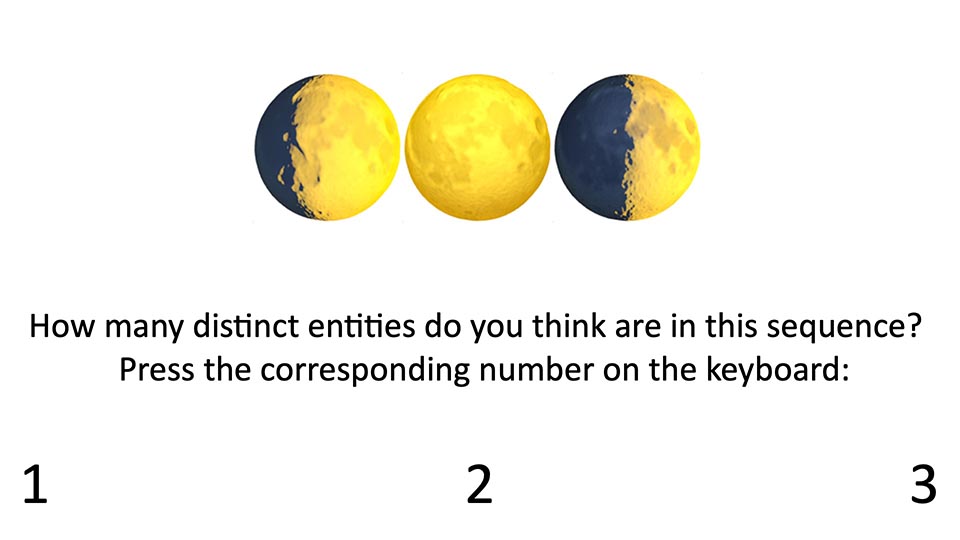 How many distinct entities do you think are in this sequence?
Press the corresponding number on the keyboard:
1 2 3